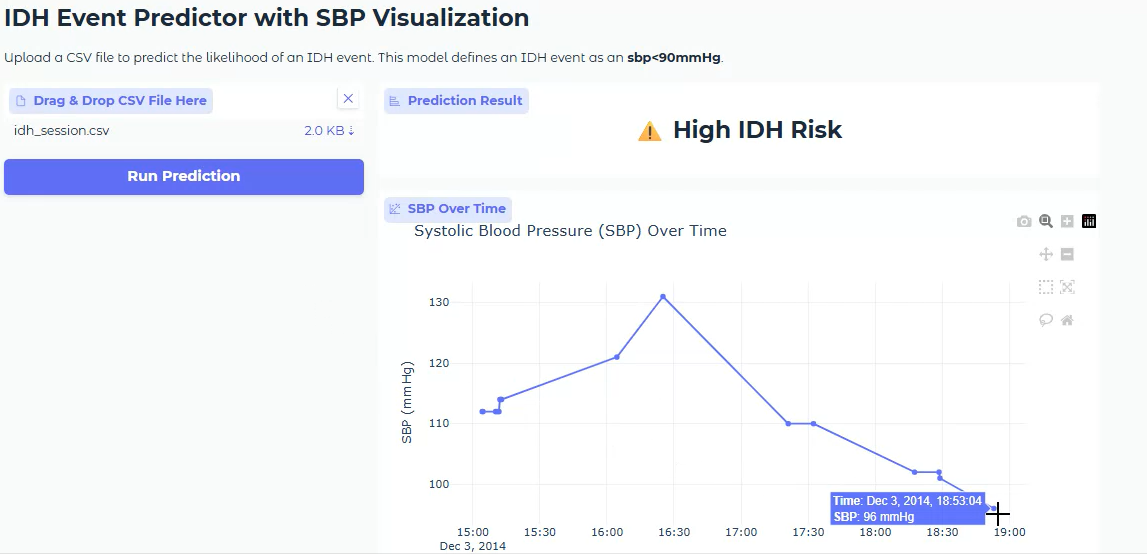 IDH Event Predictor with SBP Visualization
Upload a CSV file to predict the likelihood of an IDH event. This model defines an IDH event as an sbp<90mmHg.
Drag & Drop CSV File Here
idh_session.csv
2.0 KB ↓
Run Prediction
Prediction Result
⚠ High IDH Risk
SBP Over Time
Systolic Blood Pressure (SBP) Over Time
130
120
110
100
SBP (mmHg)
Time: Dec 3, 2014, 18:53:04
SBP: 96 mmHg
15:00 15:30 16:00 16:30 17:00 17:30 18:00 18:30 19:00
Dec 3, 2014